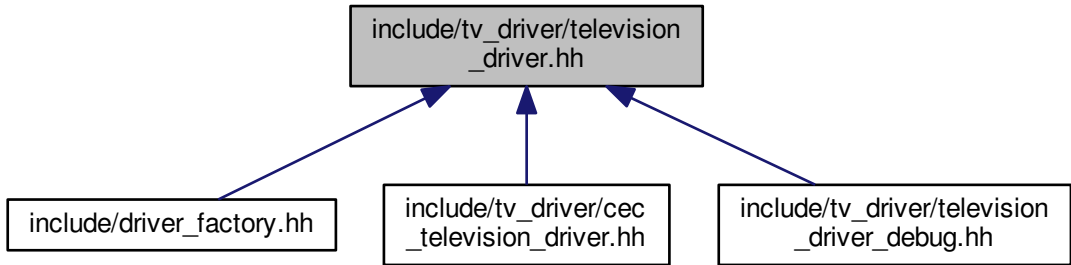 include/tv_driver/television
_driver.hh
include/driver_factory.hh
include/tv_driver/cec
_television_driver.hh
include/tv_driver/television
_driver_debug.hh